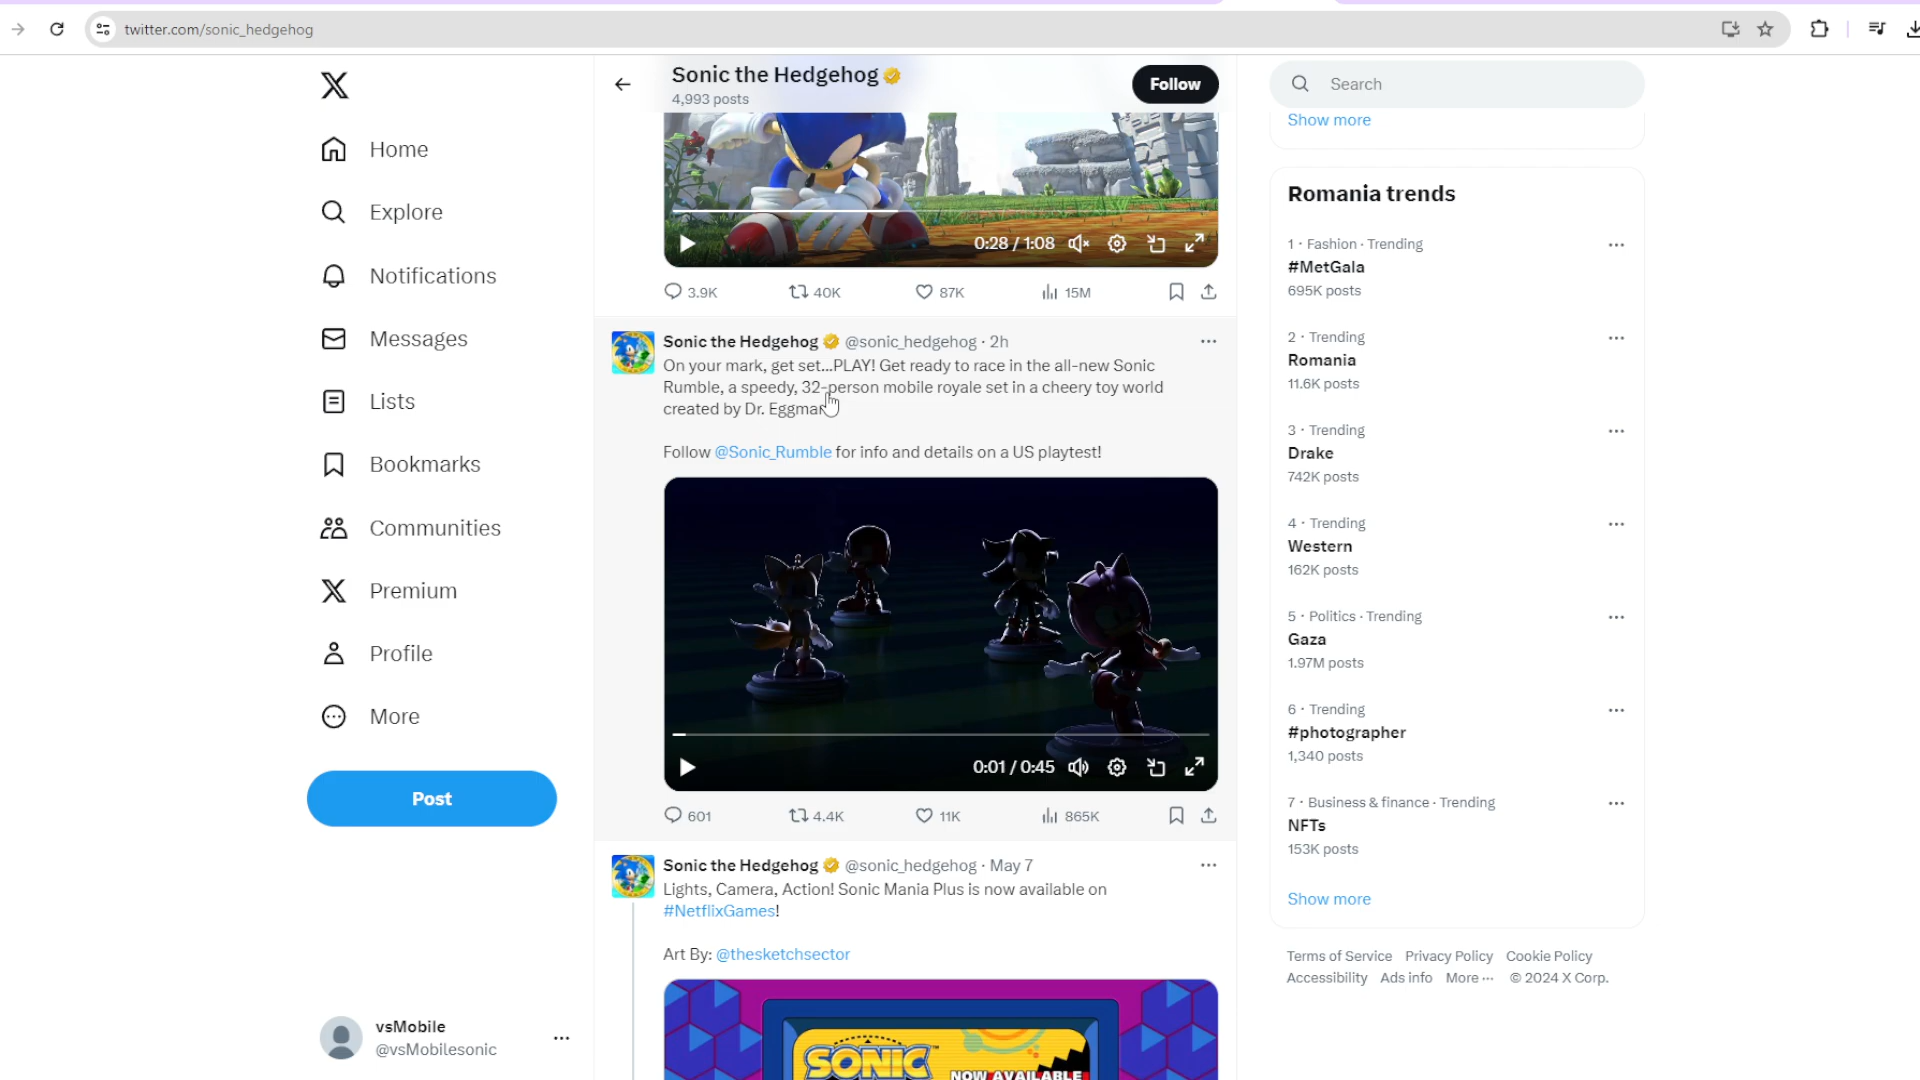 twitter.com/sonic_hedgehog
Home
Explore
Notifications
Messages
Lists
Bookmarks
Communities
Premium
Profile
More
Post
vsMobile
@vsMobilesonic
Sonic the Hedgehog
4,993 posts
Follow
0:28 / 1:08
3.9K 40K 87K 15M
Sonic the Hedgehog @sonic_hedgehog · 2h
On your mark, get set...PLAY! Get ready to race in the all-new Sonic
Rumble, a speedy, 32-person mobile royale set in a cheery toy world
created by Dr. Eggman
Follow @Sonic_Rumble for info and details on a US playtest!
0:01 / 0:45
601 4.4K 11K 865K
Sonic the Hedgehog @sonic_hedgehog · May 7
Lights, Camera, Action! Sonic Mania Plus is now available on
#NetflixGames!
Art By: @thesketchsector
SONIC
NOW AVAILABLE
Search
Show more
Romania trends
1 · Fashion · Trending
#MetGala
695K posts
2 · Trending
Romania
11.6K posts
3 · Trending
Drake
742K posts
4 · Trending
Western
162K posts
5 · Politics · Trending
Gaza
1.97M posts
6 · Trending
#photographer
1,340 posts
7 · Business & finance · Trending
NFTs
153K posts
Show more
Terms of Service Privacy Policy Cookie Policy
Accessibility Ads info More ··· © 2024 X Corp.